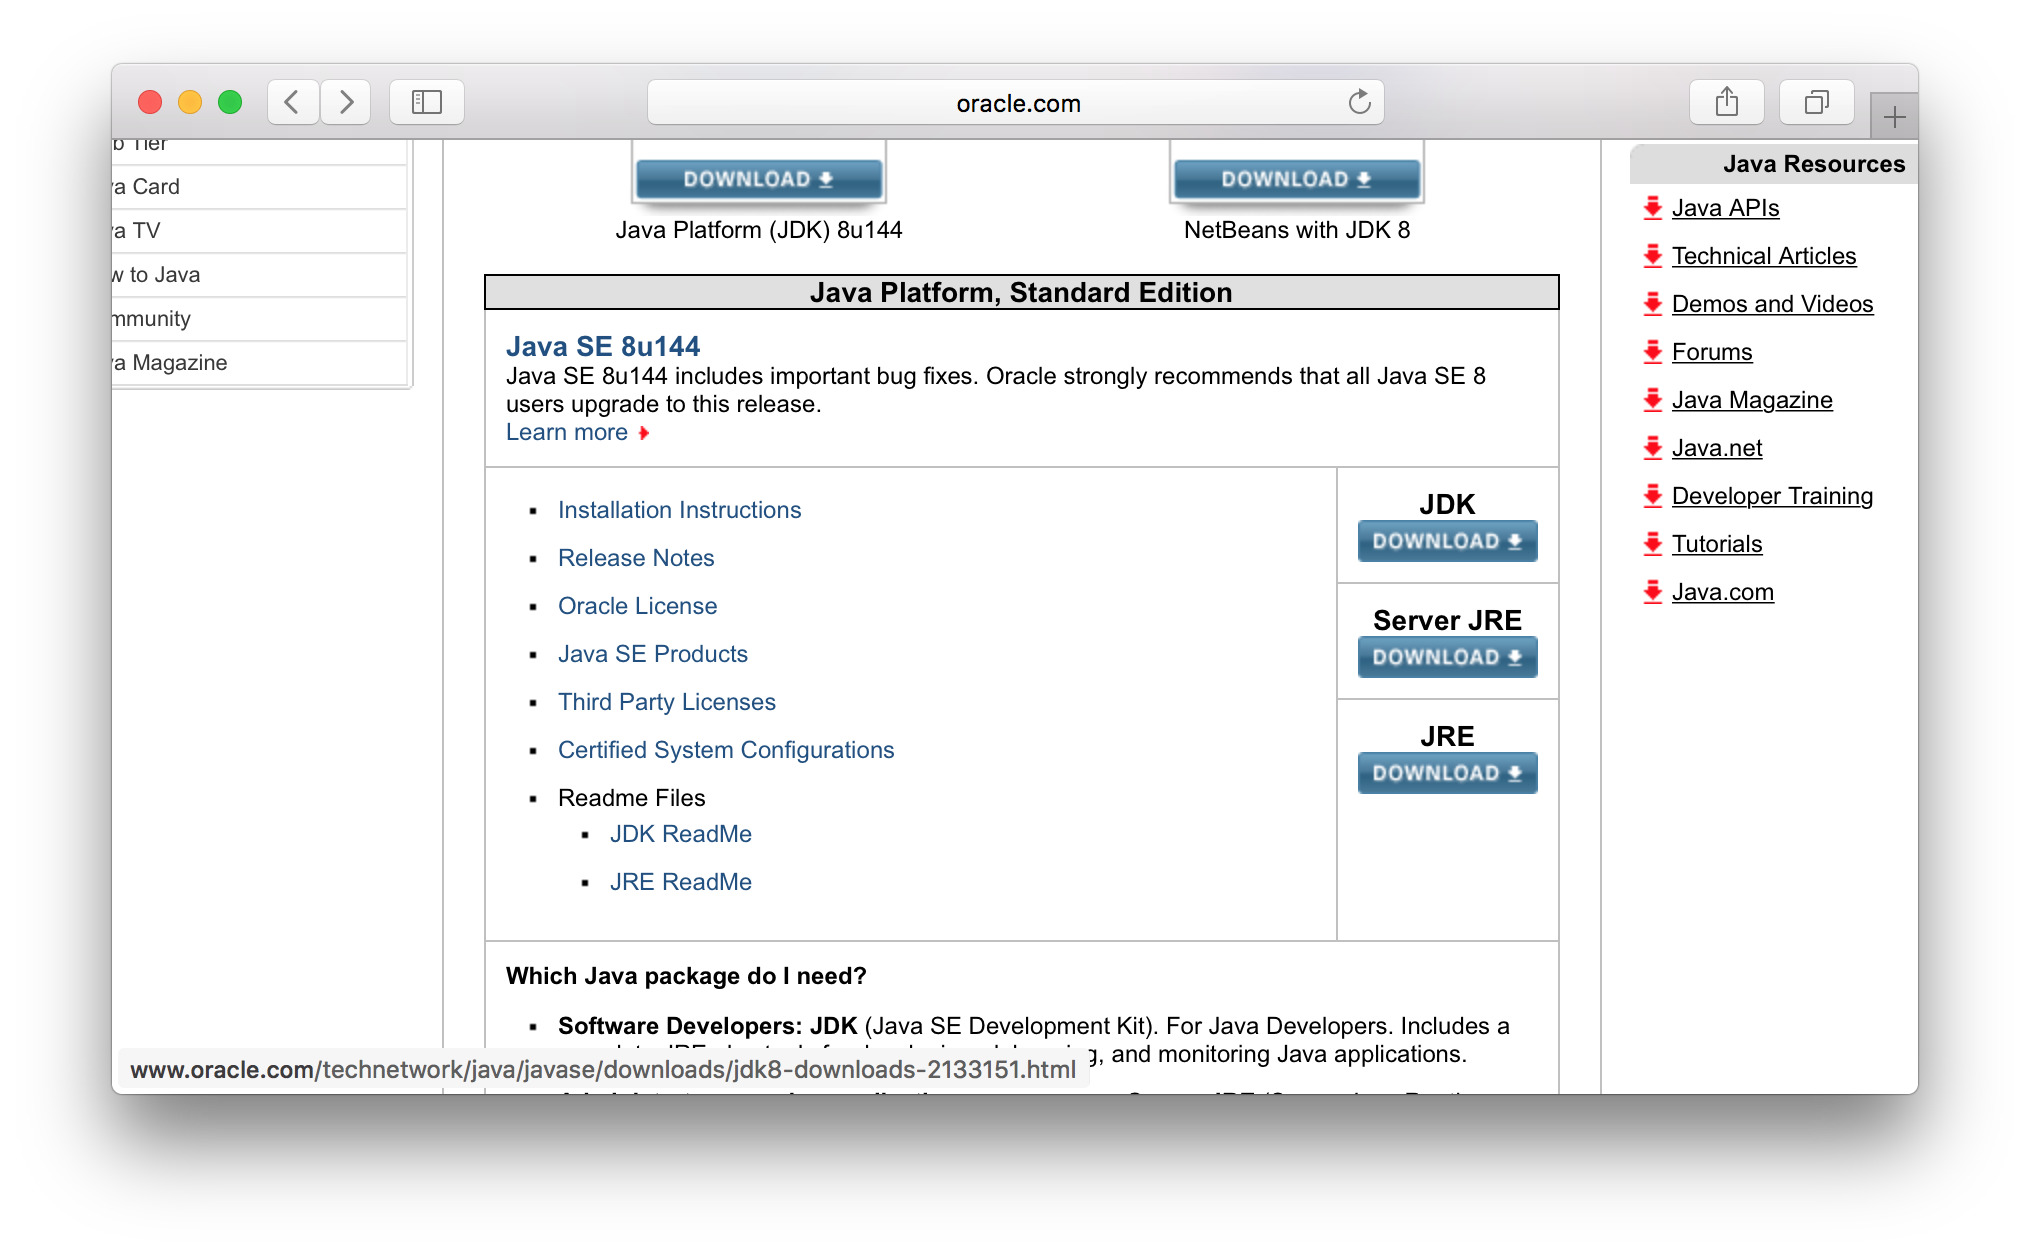 oracle.com
Tier
Card
TV
to Java
Magazine
DOWNLOAD
Java Platform (JDK) 8u144
DOWNLOAD
NetBeans with JDK 8
Java Platform, Standard Edition
Java SE 8u144
Java SE 8u144 includes important bug fixes. Oracle strongly recommends that all Java SE 8
users upgrade to this release.
Learn more
Installation Instructions
Release Notes
Oracle License
Java SE Products
Third Party Licenses
Certified System Configurations
Readme Files
JDK ReadMe
JRE ReadMe
JDK
DOWNLOAD
Server JRE
DOWNLOAD
JRE
DOWNLOAD
Which Java package do I need?
Software Developers: JDK (Java SE Development Kit). For Java Developers. Includes a
and monitoring Java applications.
www.oracle.com/technetwork/java/javase/downloads/jdk8-downloads-2133151.html
Java Resources
Java APIs
Technical Articles
Demos and Videos
Forums
Java Magazine
Java.net
Developer Training
Tutorials
Java.com